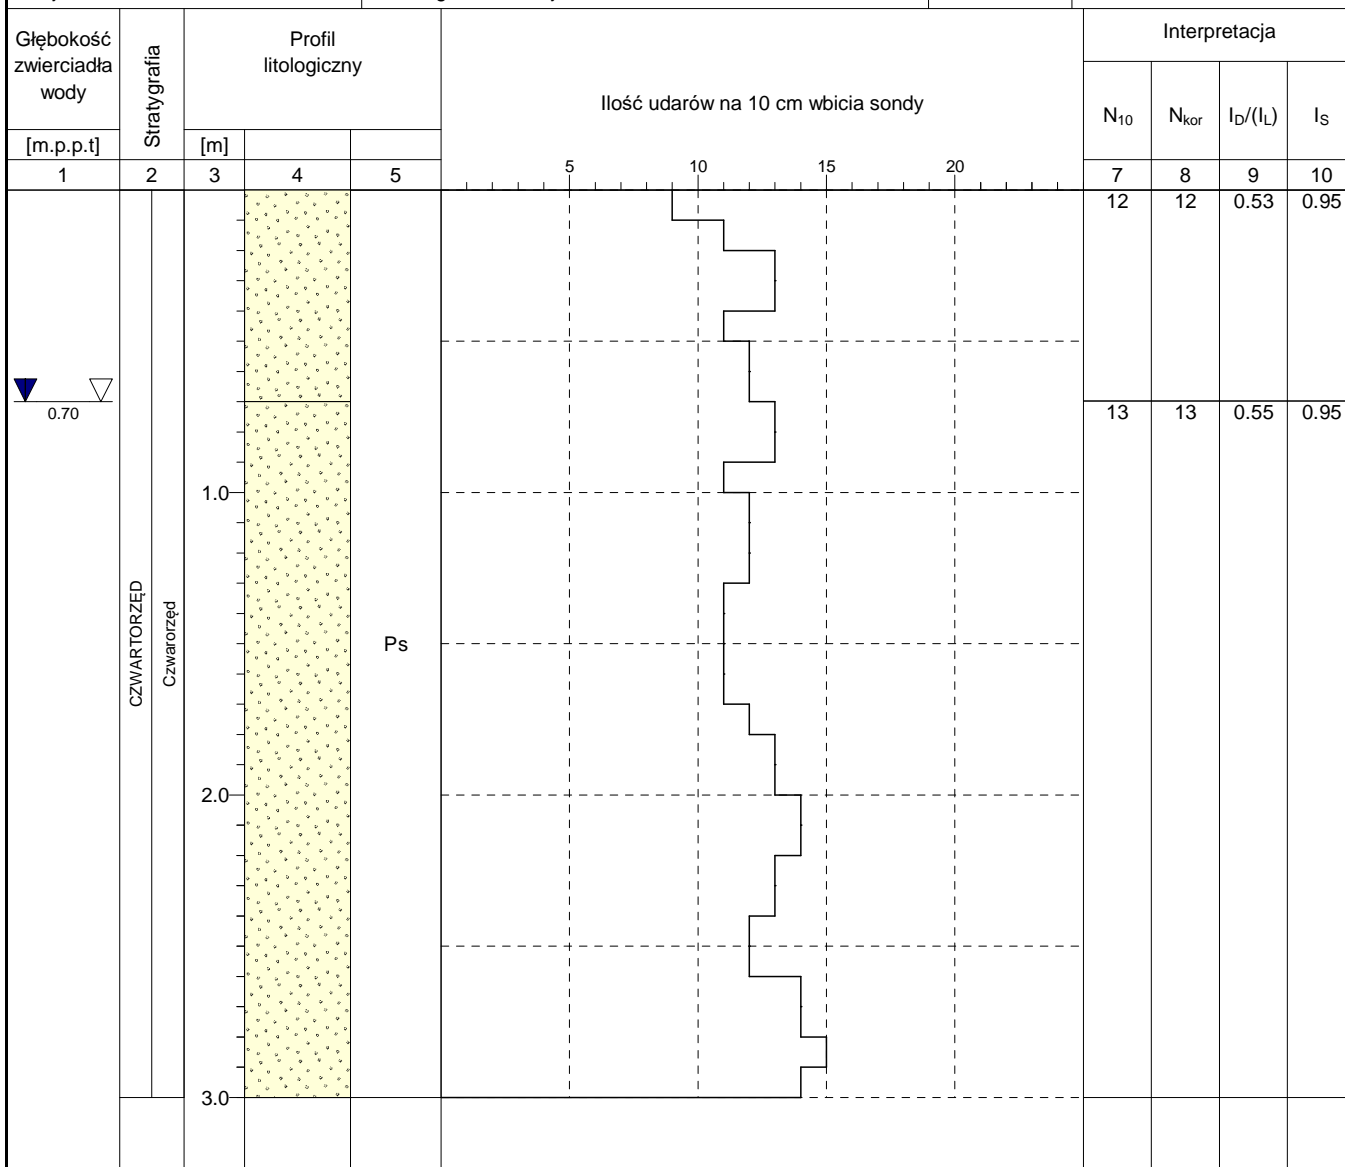 Głębokość
zwierciadła
wody
[m.p.p.t]
Stratygrafia
Profil
litologiczny
[m]
Ilość udarów na 10 cm wbicia sondy
Interpretacja
N10
Nkor
ID/(IL)
IS
1
2
3
4
5
5
10
15
20
7
8
9
10
12
12
0.53
0.95
0.70
13
13
0.55
0.95
1.0
CZWARTORZĘD
Czwarorzęd
Ps
2.0
3.0